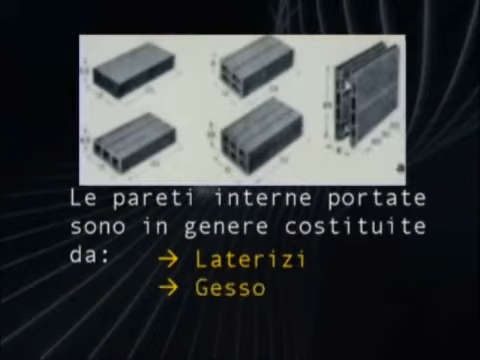 Le pareti interne portate
sono in genere costituite
da:
→ Laterizi
→ Gesso